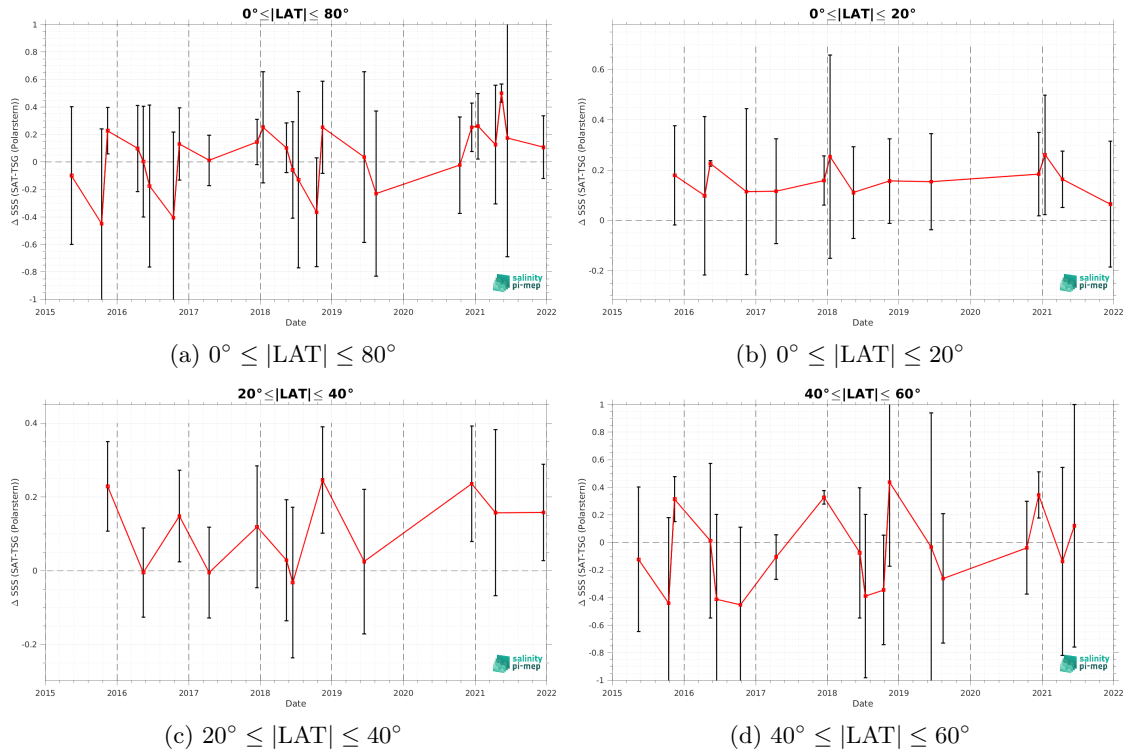 0°≤|LAT|≤ 80°
Δ SSS (SAT-TSG (Polarstern))
1
0.8
0.6
0.4
0.2
0
-0.2
-0.4
-0.6
-0.8
-1
2015 2016 2017 2018 2019 2020 2021 2022
Date
salinity
pi-mep
(a) 0° ≤ |LAT| ≤ 80°
0°≤|LAT|≤ 20°
Δ SSS (SAT-TSG (Polarstern))
0.6
0.4
0.2
0
-0.2
2015 2016 2017 2018 2019 2020 2021 2022
Date
salinity
pi-mep
(b) 0° ≤ |LAT| ≤ 20°
20°≤|LAT|≤ 40°
Δ SSS (SAT-TSG (Polarstern))
0.4
0.2
0
-0.2
2015 2016 2017 2018 2019 2020 2021 2022
Date
salinity
pi-mep
(c) 20° ≤ |LAT| ≤ 40°
40°≤|LAT|≤ 60°
Δ SSS (SAT-TSG (Polarstern))
1
0.8
0.6
0.4
0.2
0
-0.2
-0.4
-0.6
-0.8
-1
2015 2016 2017 2018 2019 2020 2021 2022
Date
salinity
pi-mep
(d) 40° ≤ |LAT| ≤ 60°